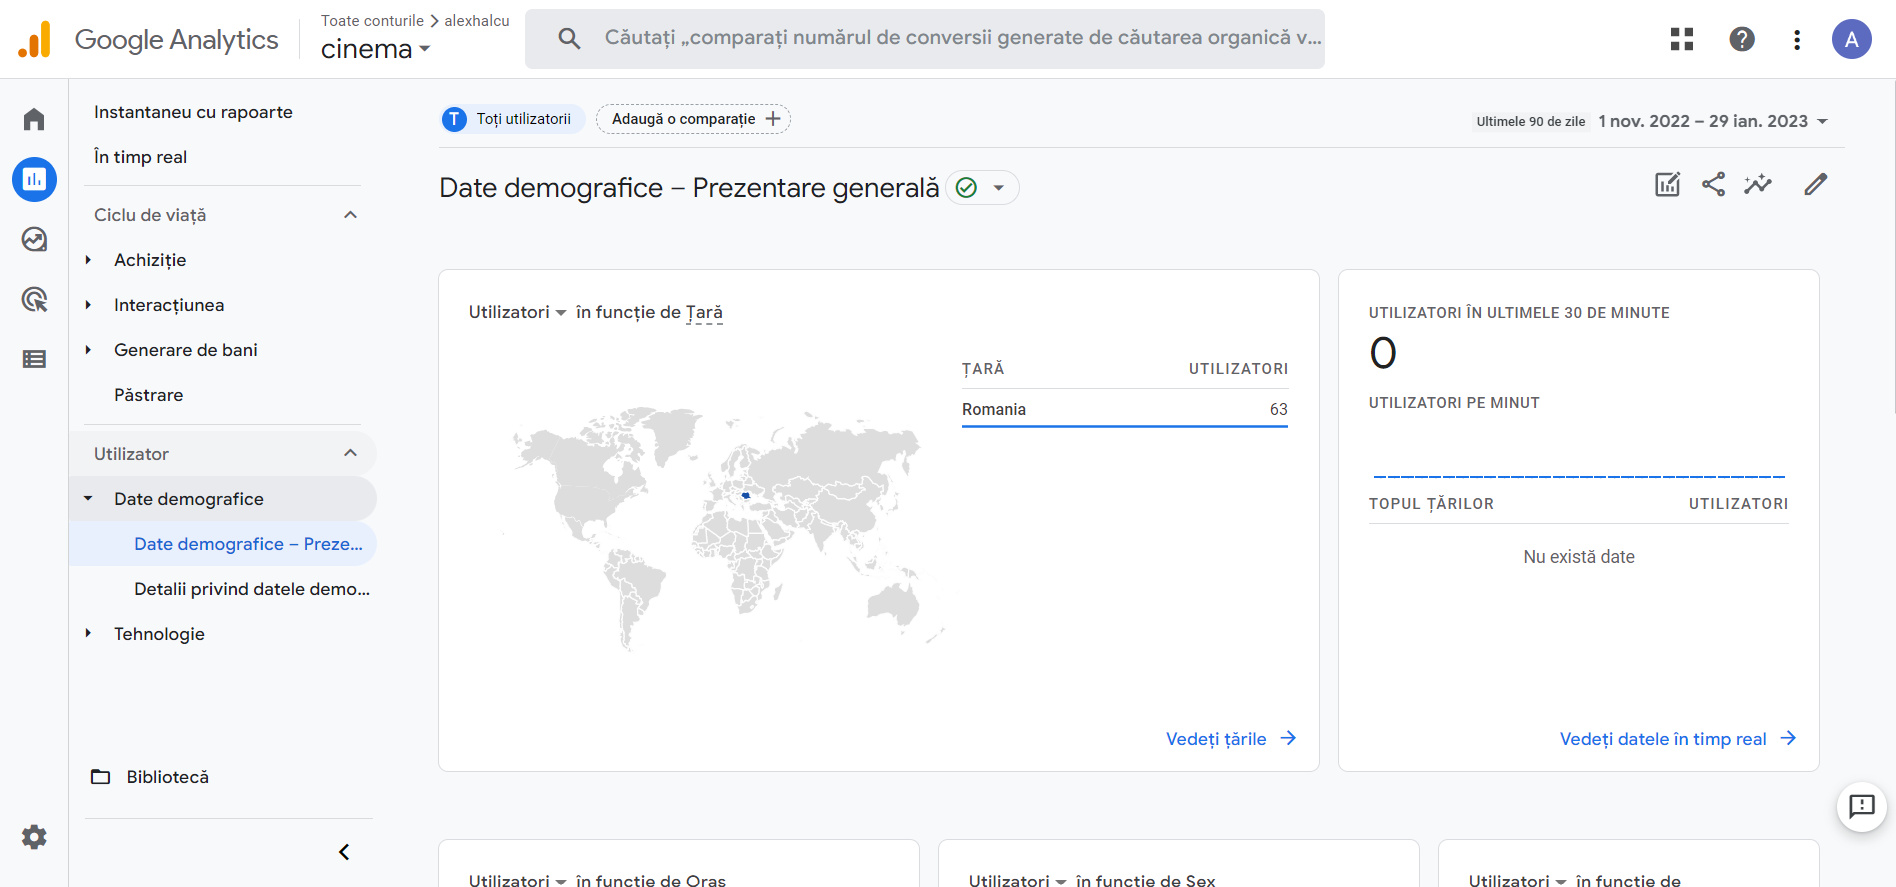 Google Analytics
Toate conturile > alexhalcu
cinema
Căutați „comparați numărul de conversii generate de căutarea organică v...
A
Instantaneu cu rapoarte
În timp real
Ciclu de viață
Achiziție
Interacțiunea
Generare de bani
Păstrare
Utilizator
Date demografice
Date demografice – Preze...
Detalii privind datele demo...
Tehnologie
Bibliotecă
T Toți utilizatorii
Adaugă o comparație
Ultimele 90 de zile 1 nov. 2022 – 29 ian. 2023
Date demografice – Prezentare generală
Utilizatori în funcție de Țară
ȚARĂ UTILIZATORI
Romania 63
Vedeți țările
UTILIZATORI ÎN ULTIMELE 30 DE MINUTE
0
UTILIZATORI PE MINUT
TOPUL ȚĂRILOR UTILIZATORI
Nu există date
Vedeți datele în timp real
Utilizatori în funcție de Oraș
Utilizatori în funcție de Sex
Utilizatori în funcție de